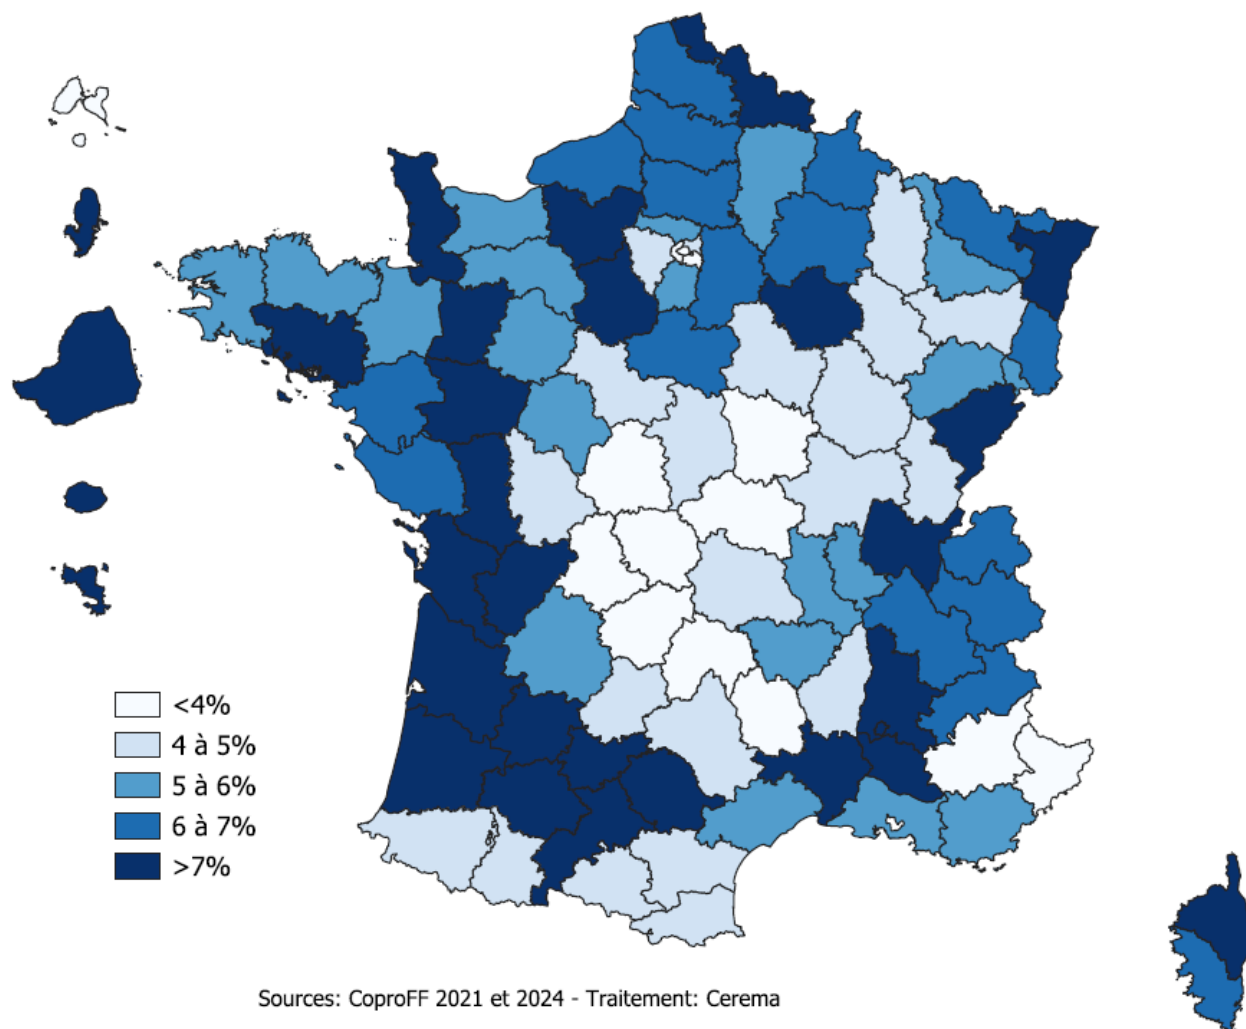 <4%
4 à 5%
5 à 6%
6 à 7%
>7%
Sources: CoproFF 2021 et 2024 - Traitement: Cerema